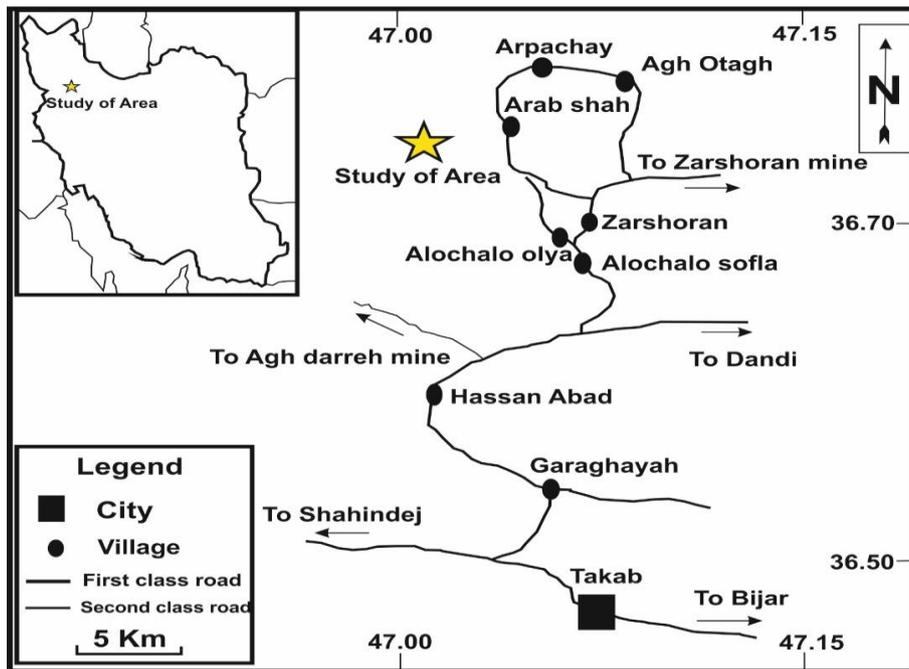 47.00
47.15
Study of Area
Arpachay
Agh Otagh
N
Arab shah
Study of Area
To Zarshoran mine
Zarshoran
36.70
Alochalo olya
Alochalo sofla
To Agh darreh mine
To Dandi
Hassan Abad
Legend
City
Village
First class road
Second class road
5 Km
Garaghayah
To Shahindej
36.50
Takab
To Bijar
47.00
47.15